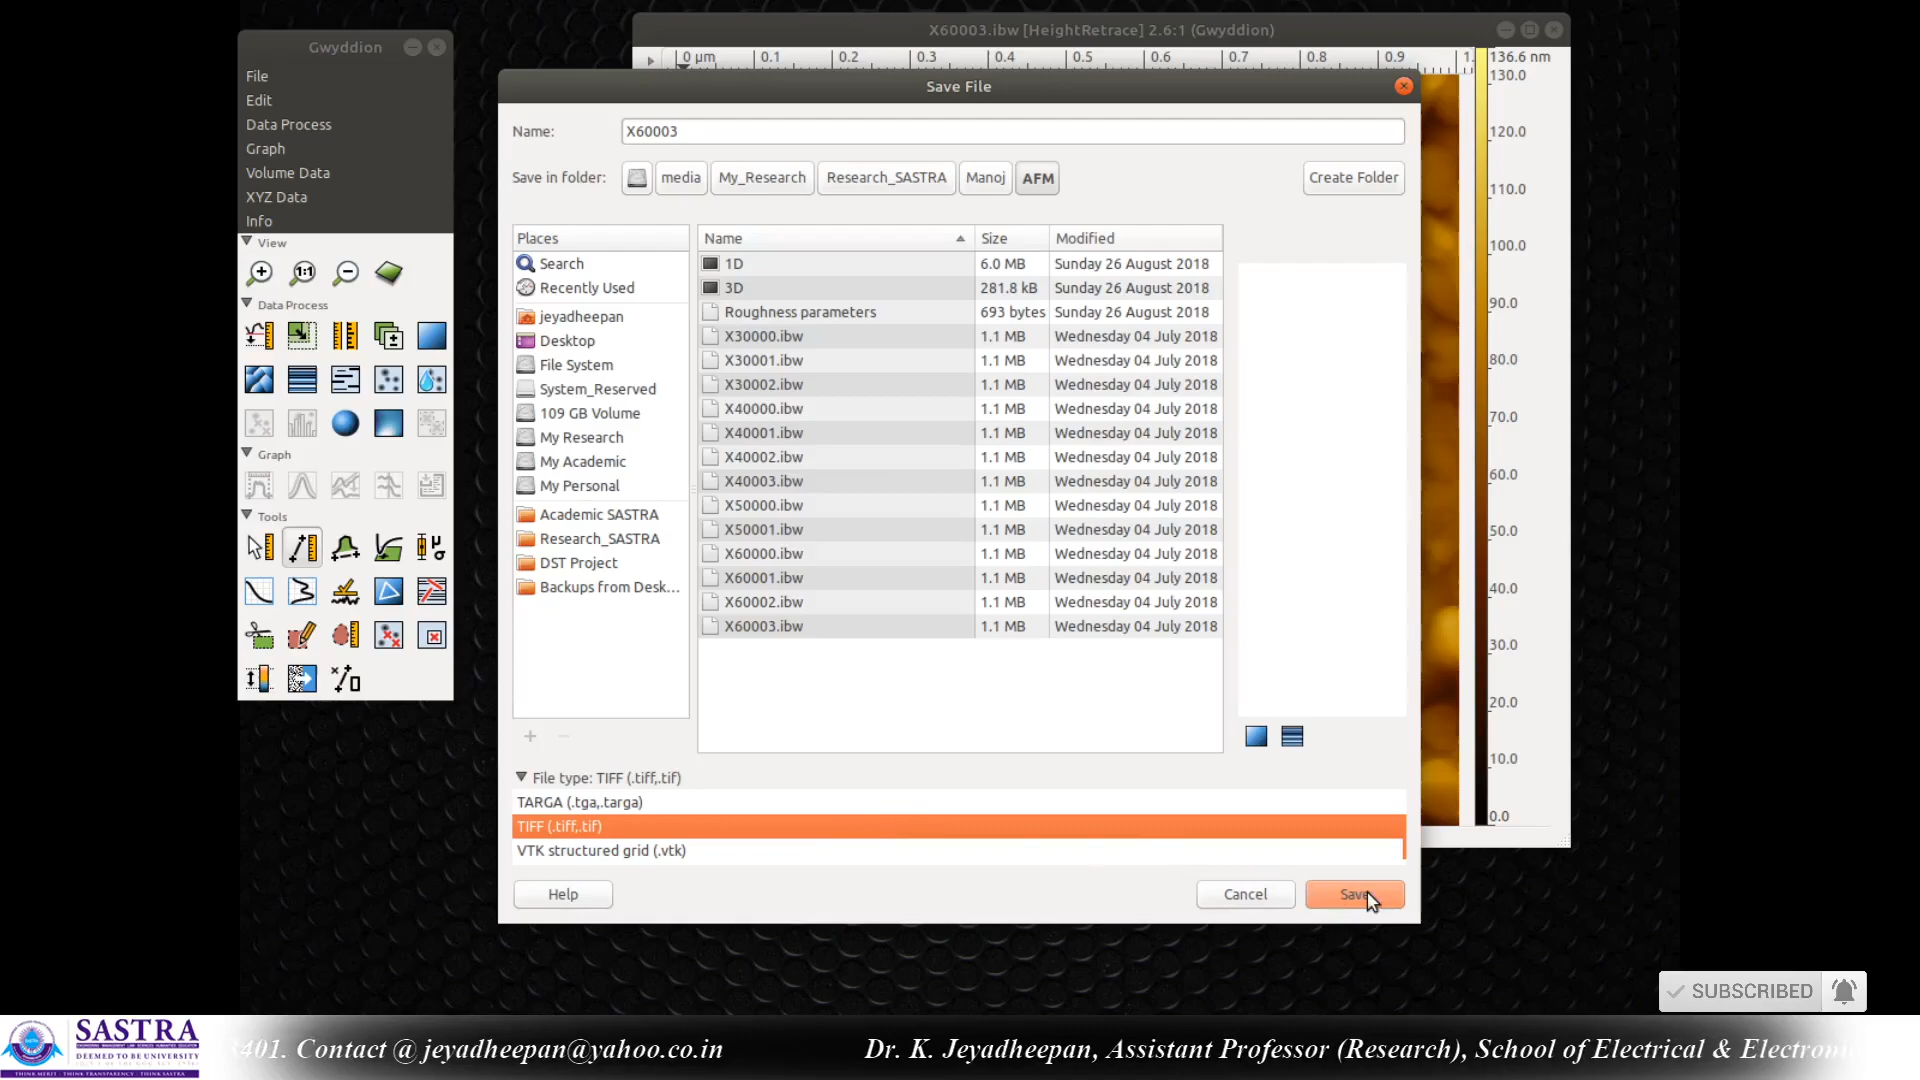 Gwyddion
File
Edit
Data Process
Graph
Volume Data
XYZ Data
Info
View
1:1
Data Process
Graph
Tools
X60003.ibw [HeightRetrace] 2.6:1 (Gwyddion)
0 μm 0.1 0.2 0.3 0.4 0.5 0.6 0.7 0.8 0.9 1.
136.6 nm
130.0
120.0
110.0
100.0
90.0
80.0
70.0
60.0
50.0
40.0
30.0
20.0
10.0
0.0
Save File
Name: X60003
Save in folder: media My_Research Research_SASTRA Manoj AFM Create Folder
Places
Search
Recently Used
jeyadheepan
Desktop
File System
System_Reserved
109 GB Volume
My Research
My Academic
My Personal
Academic SASTRA
Research_SASTRA
DST Project
Backups from Desk...
Name Size Modified
1D 6.0 MB Sunday 26 August 2018
3D 281.8 kB Sunday 26 August 2018
Roughness parameters 693 bytes Sunday 26 August 2018
X30000.ibw 1.1 MB Wednesday 04 July 2018
X30001.ibw 1.1 MB Wednesday 04 July 2018
X30002.ibw 1.1 MB Wednesday 04 July 2018
X40000.ibw 1.1 MB Wednesday 04 July 2018
X40001.ibw 1.1 MB Wednesday 04 July 2018
X40002.ibw 1.1 MB Wednesday 04 July 2018
X40003.ibw 1.1 MB Wednesday 04 July 2018
X50000.ibw 1.1 MB Wednesday 04 July 2018
X50001.ibw 1.1 MB Wednesday 04 July 2018
X60000.ibw 1.1 MB Wednesday 04 July 2018
X60001.ibw 1.1 MB Wednesday 04 July 2018
X60002.ibw 1.1 MB Wednesday 04 July 2018
X60003.ibw 1.1 MB Wednesday 04 July 2018
File type: TIFF (.tiff,.tif)
TARGA (.tga,.targa)
TIFF (.tiff,.tif)
VTK structured grid (.vtk)
Help Cancel Save
SUBSCRIBED
SASTRA
DEEMED TO BE UNIVERSITY
THINK MERIT · THINK TRANSPARENCY · THINK SASTRA
3401. Contact @ jeyadheepan@yahoo.co.in Dr. K. Jeyadheepan, Assistant Professor (Research), School of Electrical & Electroni